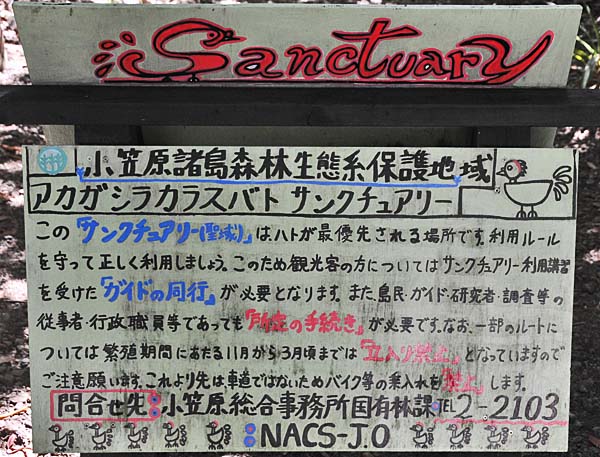 Sanctuary
小笠原諸島森林生態系保護地域
アカガシラカラスバト サンクチュアリー
この「サンクチュアリー(聖域)」はハトが最優先される場所です。利用ルール
を守って正しく利用しましょう。このため観光客の方についてはサンクチュアリー利用講習
を受けた「ガイドの同行」が必要となります。また、島民・ガイド・研究者・調査等の
従事者・行政職員等であっても「所定の手続き」が必要です。なお、一部のルートに
ついては繁殖期間にあたる11月から3月頃までは「立入り禁止」となっていますので
ご注意願います。これより先は車道ではないためバイク等の乗入れを禁止します。
問合せ先:小笠原総合事務所国有林課 TEL2-2103
NACS-J.O